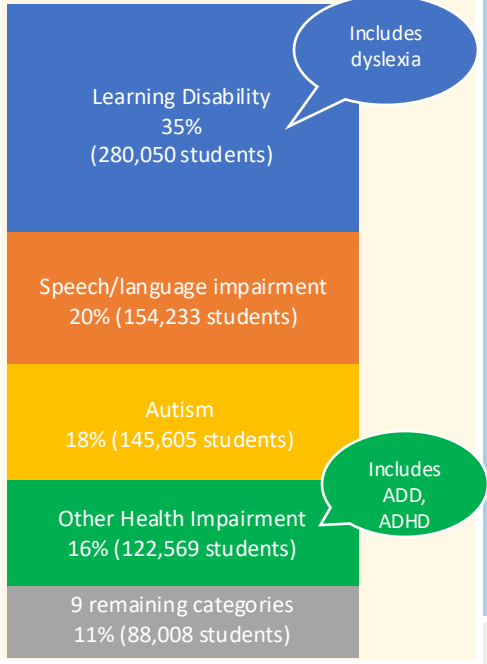 Includes
dyslexia
Learning Disability
35%
(280,050 students)
Speech/language impairment
20% (154,233 students)
Autism
18% (145,605 students)
Includes
ADD,
ADHD
Other Health Impairment
16% (122,569 students)
9 remaining categories
11% (88,008 students)